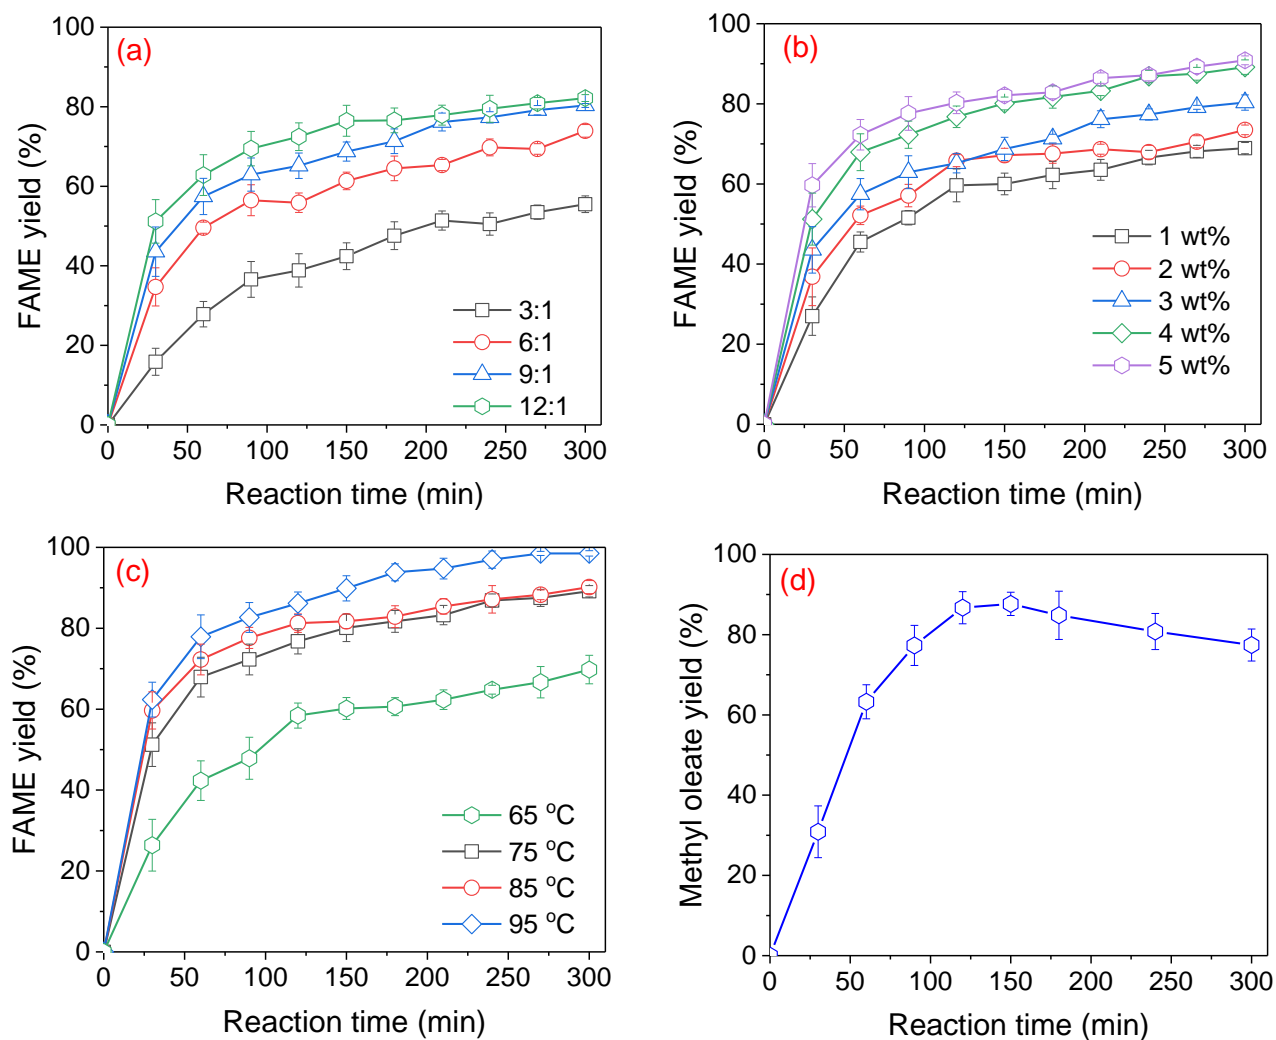 (a)
FAME yield (%)
100
80
60
40
20
0
3:1
6:1
9:1
12:1
0 50 100 150 200 250 300
Reaction time (min)
(b)
FAME yield (%)
100
80
60
40
20
0
1 wt%
2 wt%
3 wt%
4 wt%
5 wt%
0 50 100 150 200 250 300
Reaction time (min)
(c)
FAME yield (%)
100
80
60
40
20
0
65 °C
75 °C
85 °C
95 °C
0 50 100 150 200 250 300
Reaction time (min)
(d)
Methyl oleate yield (%)
100
80
60
40
20
0
0 50 100 150 200 250 300
Reaction time (min)